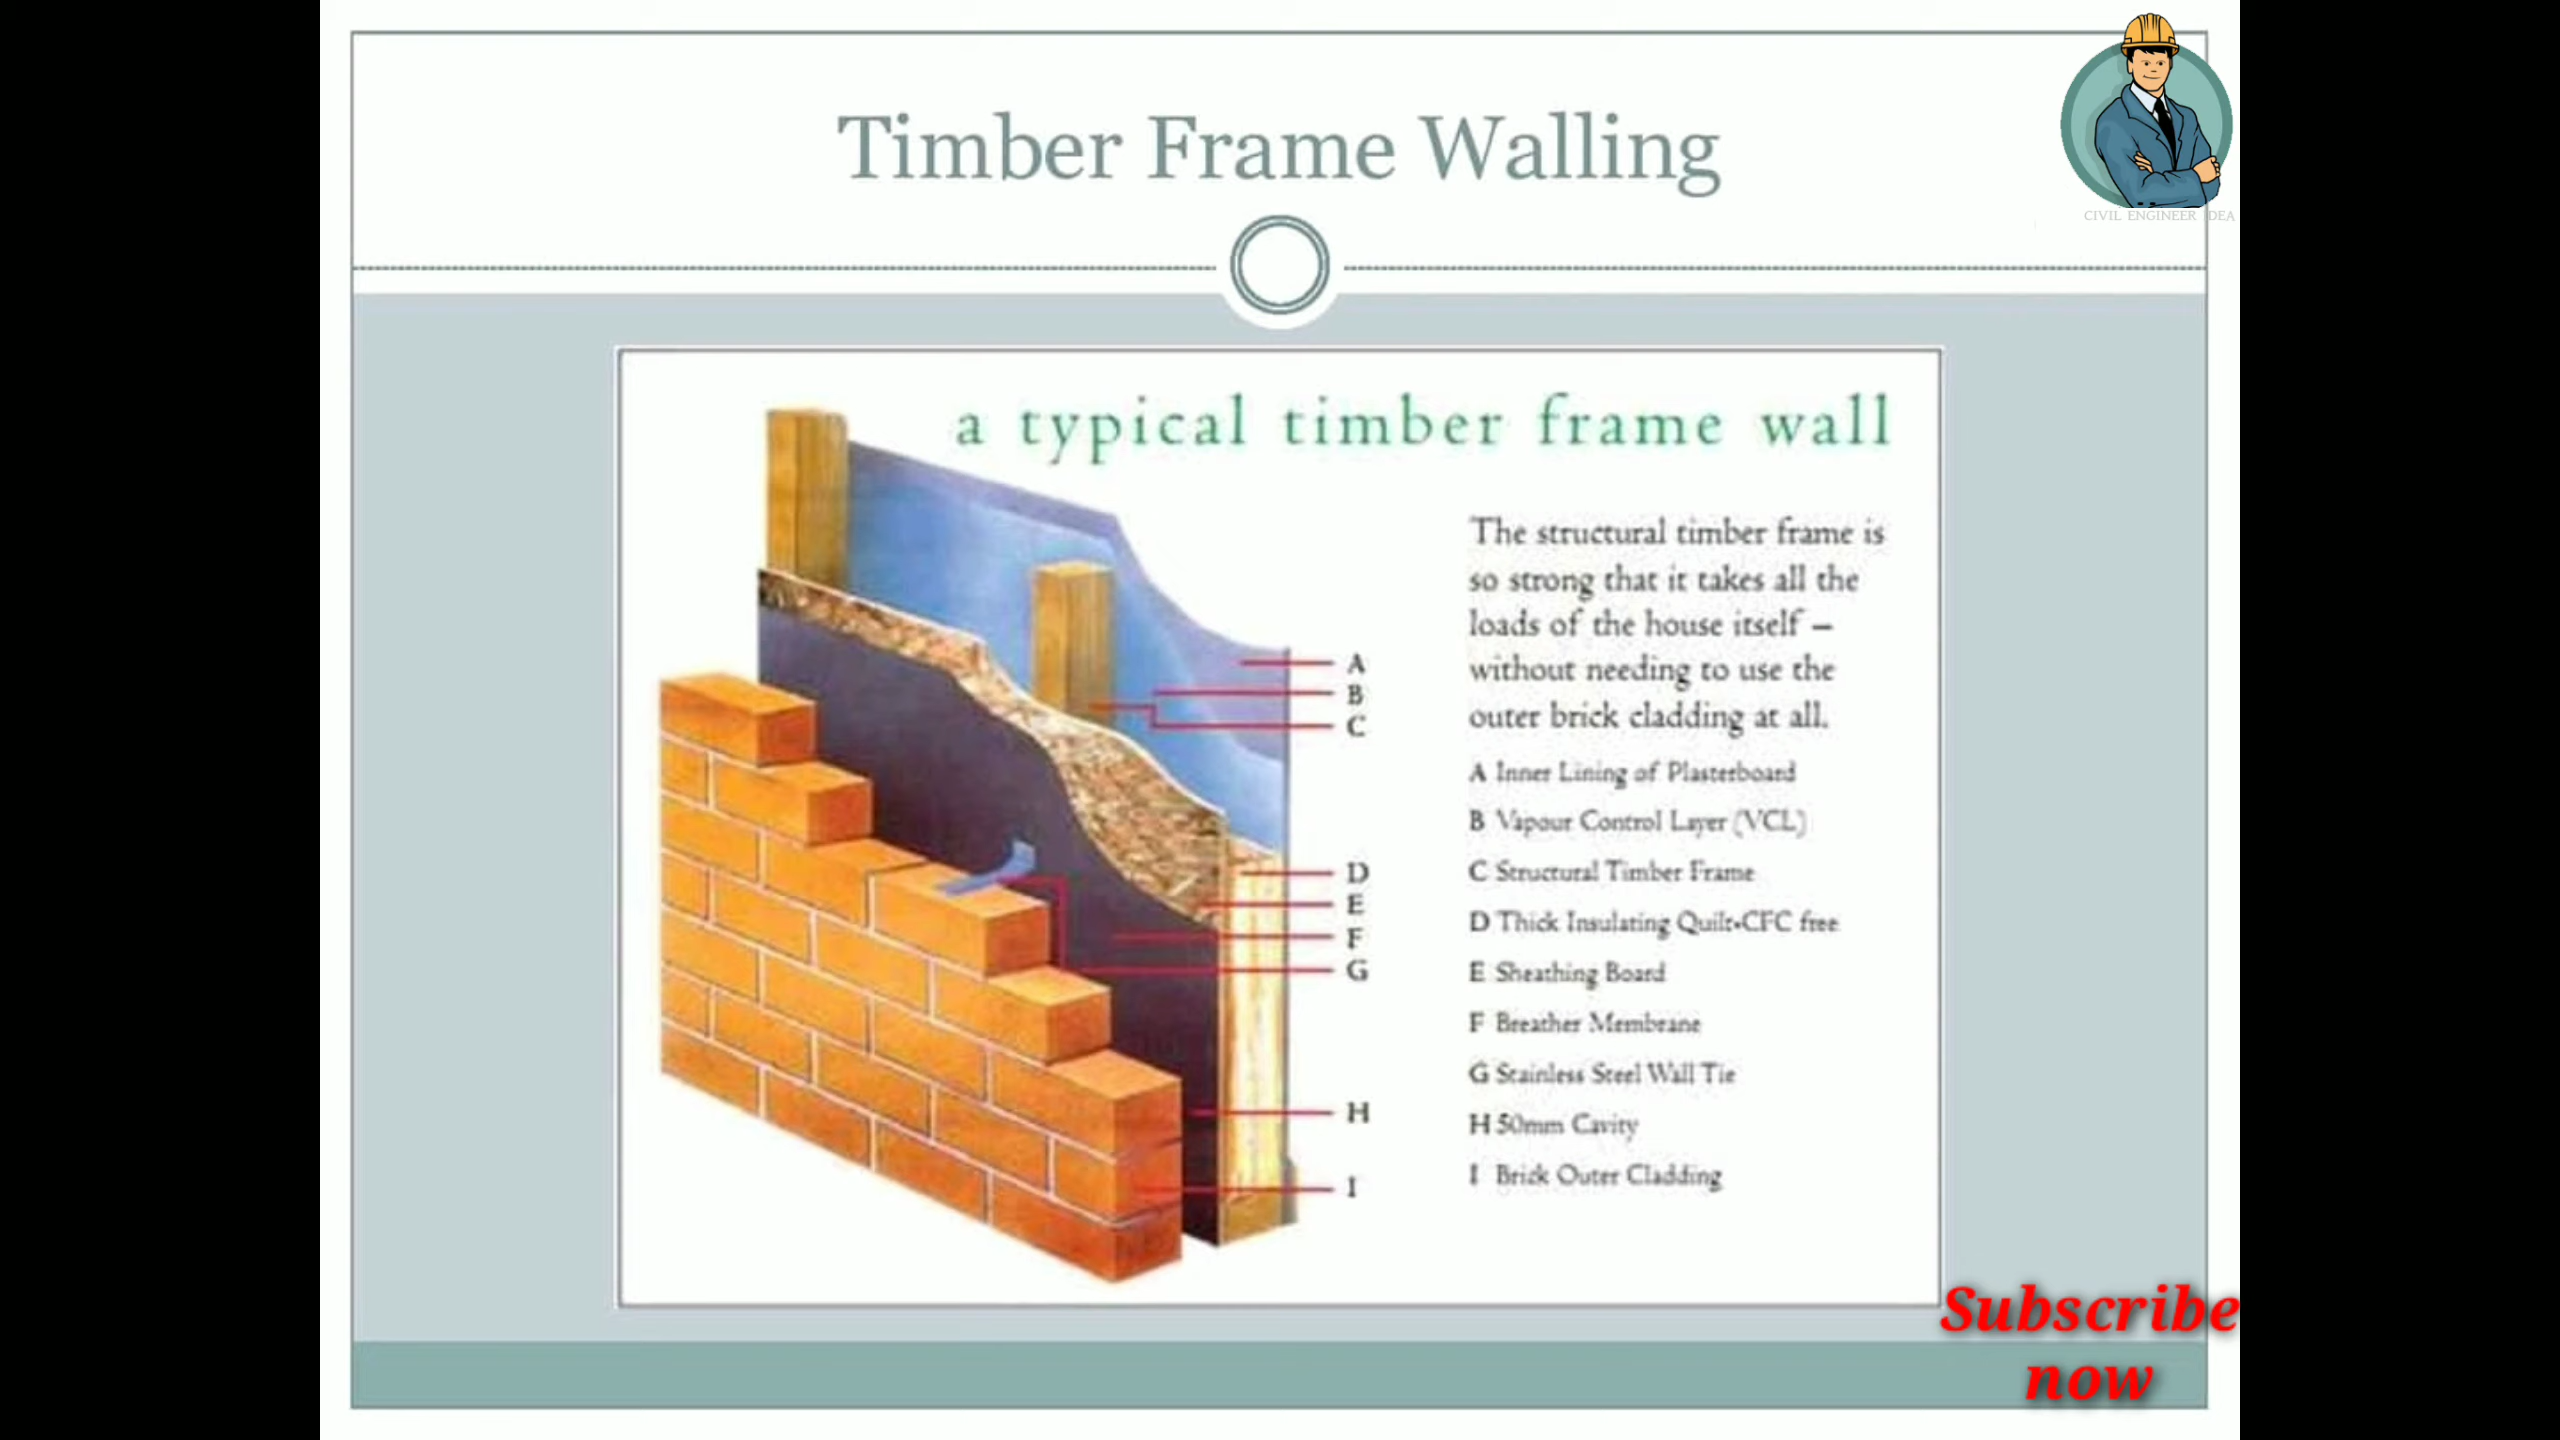 Timber Frame Walling
CIVIL ENGINEER IDEA
a typical timber frame wall
The structural timber frame is
so strong that it takes all the
loads of the house itself –
without needing to use the
outer brick cladding at all.
A
B
C
D
E
F
G
H
I
A Inner Lining of Plasterboard
B Vapour Control Layer (VCL)
C Structural Timber Frame
D Thick Insulating Quilt-CFC free
E Sheathing Board
F Breather Membrane
G Stainless Steel Wall Tie
H 50mm Cavity
I Brick Outer Cladding
Subscribe
now